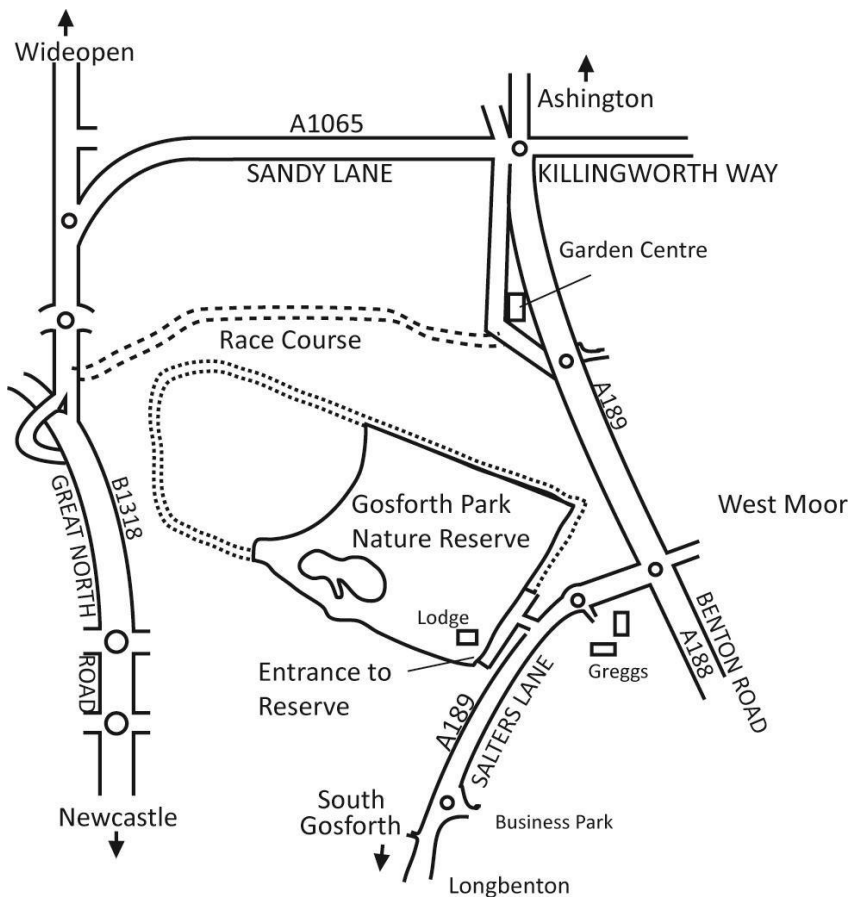 Wideopen
Ashington
A1065
SANDY LANE
KILLINGWORTH WAY
Garden Centre
Race Course
A189
B1318
GREAT NORTH
ROAD
Gosforth Park
Nature Reserve
West Moor
Lodge
Entrance to
Reserve
Greggs
BENTON ROAD
A188
A189
SALTERS LANE
South
Gosforth
Newcastle
Business Park
Longbenton